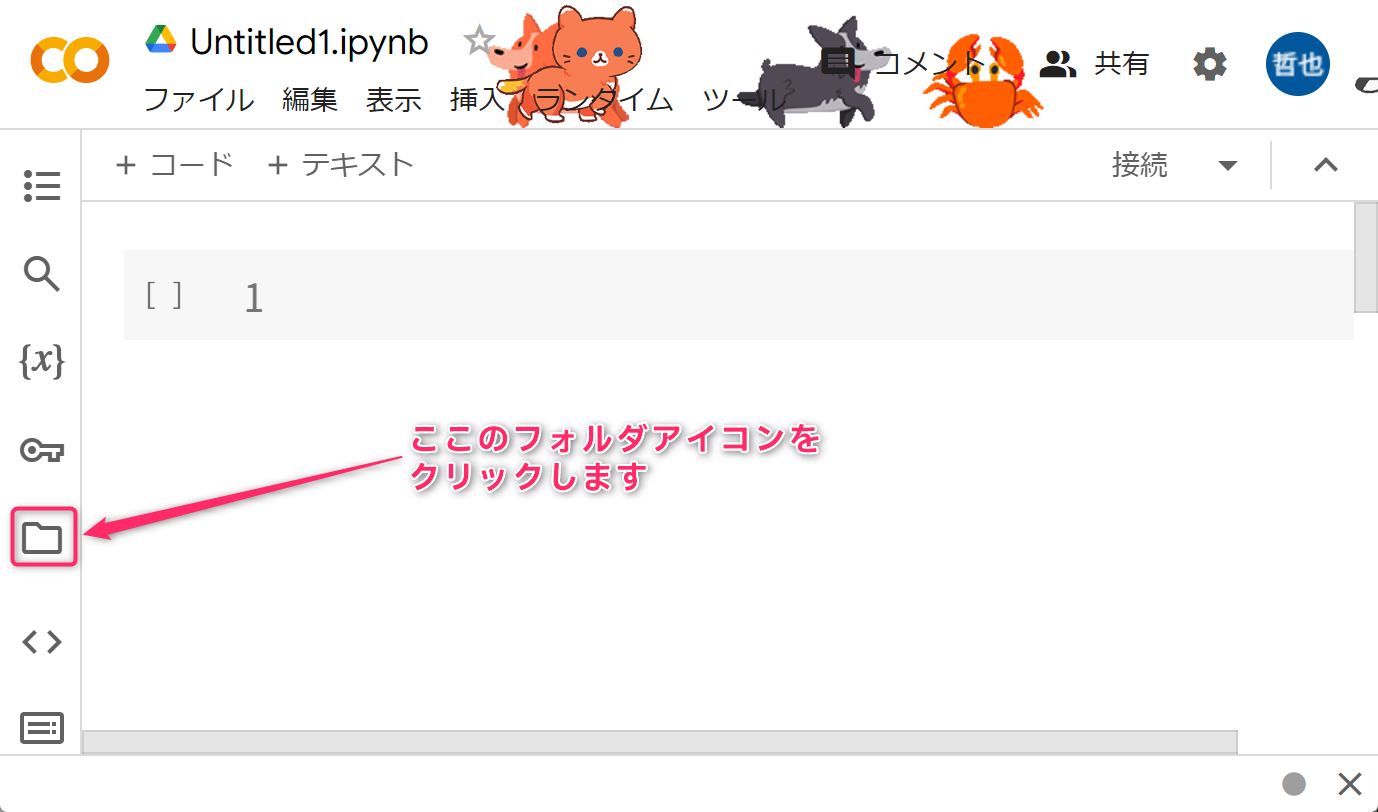 Untitled1.ipynb
コメント
共有
哲也
ファイル 編集 表示 挿入 ランタイム ツール
+ コード + テキスト
接続
[ ] 1
{x}
ここのフォルダアイコンを
クリックします